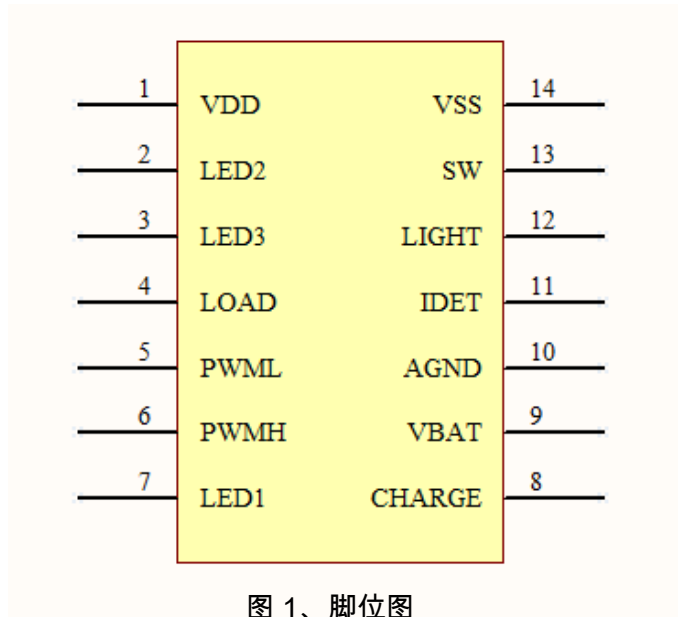 1 VDD VSS 14
2 LED2 SW 13
3 LED3 LIGHT 12
4 LOAD IDET 11
5 PWML AGND 10
6 PWMH VBAT 9
7 LED1 CHARGE 8
图 1、脚位图